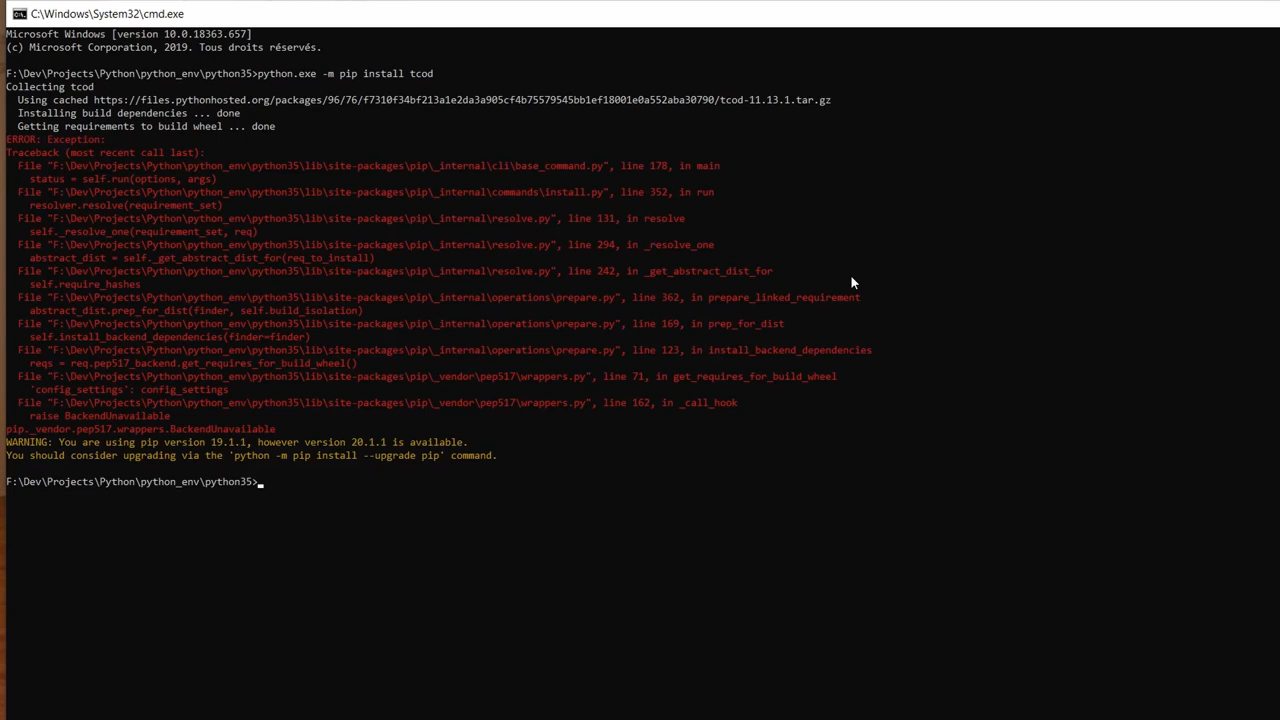 C:\Windows\System32\cmd.exe
Microsoft Windows [version 10.0.18363.657]
(c) Microsoft Corporation, 2019. Tous droits réservés.
F:\Dev\Projects\Python\python_env\python35>python.exe -m pip install tcod
Collecting tcod
Using cached https://files.pythonhosted.org/packages/96/76/f7310f34bf213a1e2da3a905cf4b75579545bb1ef18001e0a552aba30790/tcod-11.13.1.tar.gz
Installing build dependencies ... done
Getting requirements to build wheel ... done
ERROR: Exception:
Traceback (most recent call last):
File "F:\Dev\Projects\Python\python_env\python35\lib\site-packages\pip\_internal\cli\base_command.py", line 178, in main
status = self.run(options, args)
File "F:\Dev\Projects\Python\python_env\python35\lib\site-packages\pip\_internal\commands\install.py", line 352, in run
resolver.resolve(requirement_set)
File "F:\Dev\Projects\Python\python_env\python35\lib\site-packages\pip\_internal\resolve.py", line 131, in resolve
self._resolve_one(requirement_set, req)
File "F:\Dev\Projects\Python\python_env\python35\lib\site-packages\pip\_internal\resolve.py", line 294, in _resolve_one
abstract_dist = self._get_abstract_dist_for(req_to_install)
File "F:\Dev\Projects\Python\python_env\python35\lib\site-packages\pip\_internal\resolve.py", line 242, in _get_abstract_dist_for
self.require_hashes
File "F:\Dev\Projects\Python\python_env\python35\lib\site-packages\pip\_internal\operations\prepare.py", line 362, in prepare_linked_requirement
abstract_dist.prep_for_dist(finder, self.build_isolation)
File "F:\Dev\Projects\Python\python_env\python35\lib\site-packages\pip\_internal\operations\prepare.py", line 169, in prep_for_dist
self.install_backend_dependencies(finder=finder)
File "F:\Dev\Projects\Python\python_env\python35\lib\site-packages\pip\_internal\operations\prepare.py", line 123, in install_backend_dependencies
reqs = req.pep517_backend.get_requires_for_build_wheel()
File "F:\Dev\Projects\Python\python_env\python35\lib\site-packages\pip\_vendor\pep517\wrappers.py", line 71, in get_requires_for_build_wheel
'config_settings': config_settings
File "F:\Dev\Projects\Python\python_env\python35\lib\site-packages\pip\_vendor\pep517\wrappers.py", line 162, in _call_hook
raise BackendUnavailable
pip._vendor.pep517.wrappers.BackendUnavailable
WARNING: You are using pip version 19.1.1, however version 20.1.1 is available.
You should consider upgrading via the 'python -m pip install --upgrade pip' command.
F:\Dev\Projects\Python\python_env\python35>